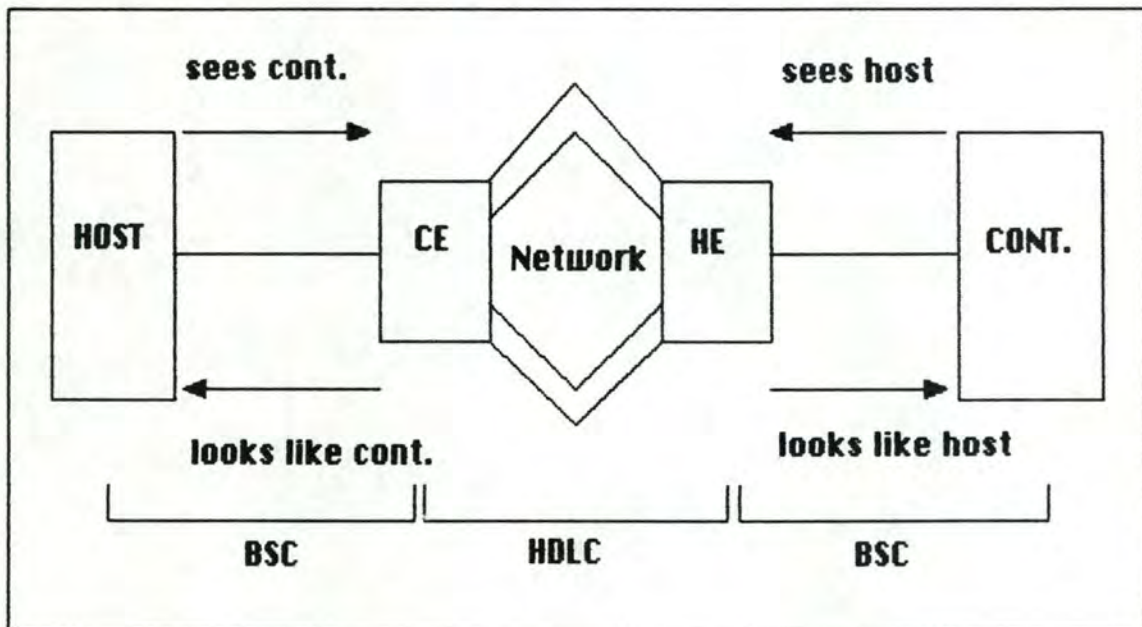 sees cont.
sees host
HOST
CE
Network
HE
CONT.
looks like cont.
looks like host
BSC
HDLC
BSC